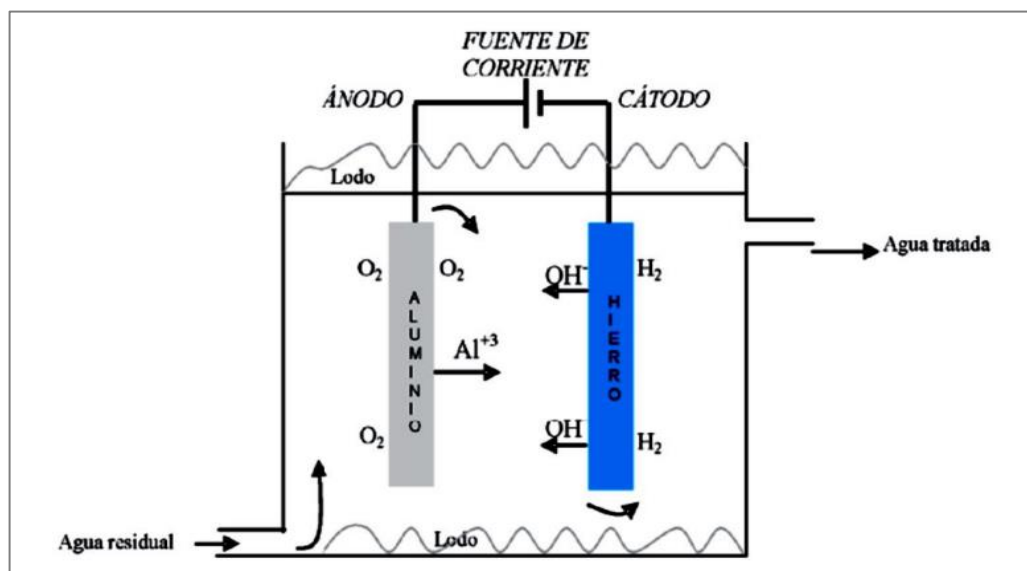 FUENTE DE
CORRIENTE
ÁNODO
CÁTODO
Lodo
O₂
O₂
ALUMINIO
Al⁺³
O₂
OH⁻
H₂
HIERRO
OH
H₂
Agua tratada
Agua residual
Lodo